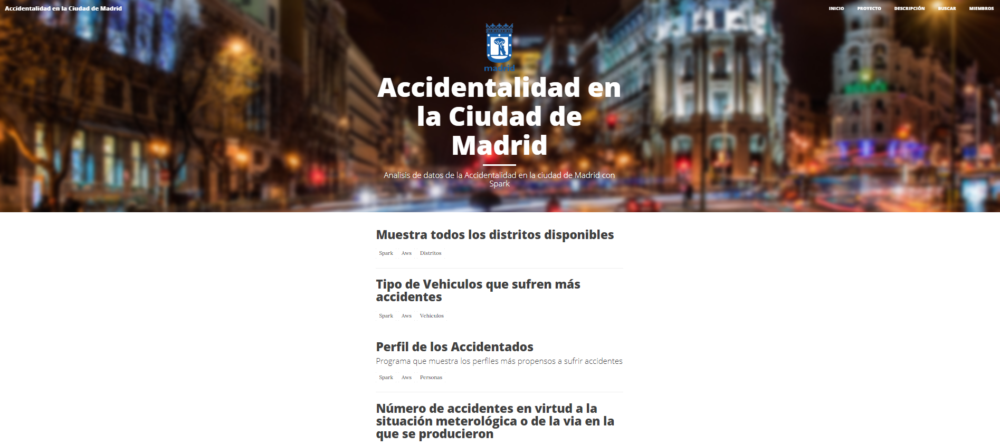 Accidentalidad en la Ciudad de Madrid
INICIO PROYECTO DESCRIPCIÓN BUSCAR MIEMBROS
madrid
Accidentalidad en
la Ciudad de
Madrid
Analisis de datos de la Accidentalidad en la ciudad de Madrid con
Spark
Muestra todos los distritos disponibles
Spark Aws Distritos
Tipo de Vehiculos que sufren más
accidentes
Spark Aws Vehiculos
Perfil de los Accidentados
Programa que muestra los perfiles más propensos a sufrir accidentes
Spark Aws Personas
Número de accidentes en virtud a la
situación meterológica o de la via en la
que se producieron